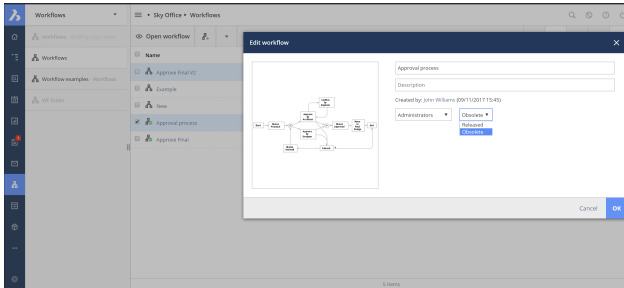 Workflows
Sky Office • Workflows
Workflows
Workflows
Workflow examples Workflows
Open workflow
Name
Approve Final V2
Example
New
Approval process
Approve Final
Edit workflow
Approval process
Description
Created by: John Williams (09/11/2017 15:45)
Administrators
Obsolete
Released
Obsolete
Cancel
OK
5 items